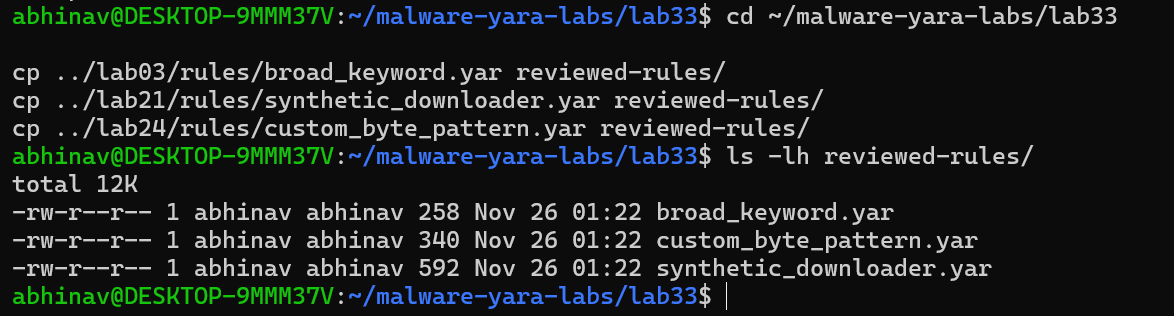 abhinav@DESKTOP-9MMM37V:~/malware-yara-labs/lab33$ cd ~/malware-yara-labs/lab33
cp ../lab03/rules/broad_keyword.yar reviewed-rules/
cp ../lab21/rules/synthetic_downloader.yar reviewed-rules/
cp ../lab24/rules/custom_byte_pattern.yar reviewed-rules/
abhinav@DESKTOP-9MMM37V:~/malware-yara-labs/lab33$ ls -lh reviewed-rules/
total 12K
-rw-r--r-- 1 abhinav abhinav 258 Nov 26 01:22 broad_keyword.yar
-rw-r--r-- 1 abhinav abhinav 340 Nov 26 01:22 custom_byte_pattern.yar
-rw-r--r-- 1 abhinav abhinav 592 Nov 26 01:22 synthetic_downloader.yar
abhinav@DESKTOP-9MMM37V:~/malware-yara-labs/lab33$